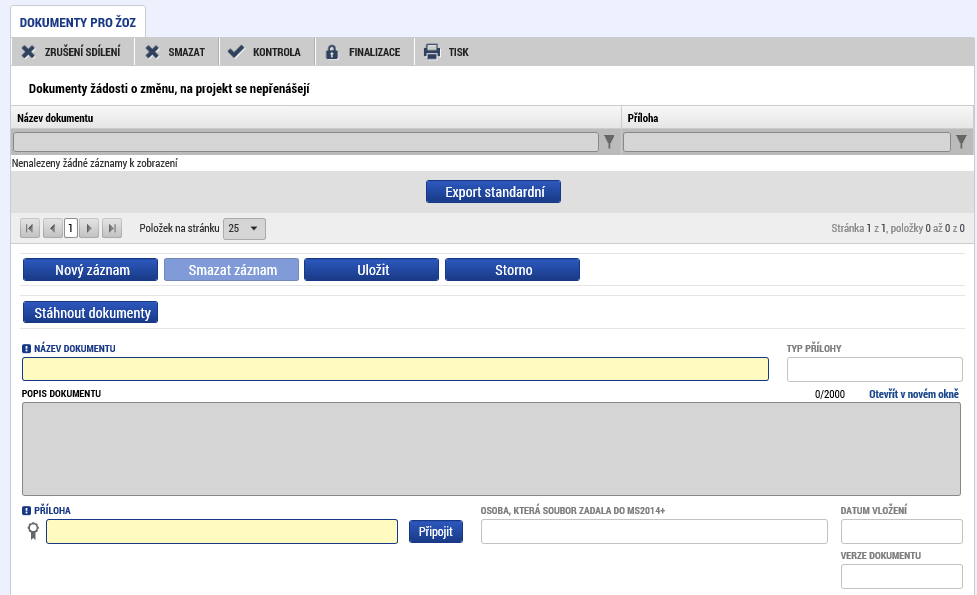 DOKUMENTY PRO ŽOZ
ZRUŠENÍ SDÍLENÍ SMAZAT KONTROLA FINALIZACE TISK
Dokumenty žádosti o změnu, na projekt se nepřenášejí
Název dokumentu Příloha
Nenalezeny žádné záznamy k zobrazení
Export standardní
1 Položek na stránku 25 Stránka 1 z 1, položky 0 až 0 z 0
Nový záznam Smazat záznam Uložit Storno
Stáhnout dokumenty
NÁZEV DOKUMENTU TYP PŘÍLOHY
POPIS DOKUMENTU 0/2000 Otevřít v novém okně
PŘÍLOHA OSOBA, KTERÁ SOUBOR ZADALA DO MS2014+ DATUM VLOŽENÍ
Připojit
VERZE DOKUMENTU